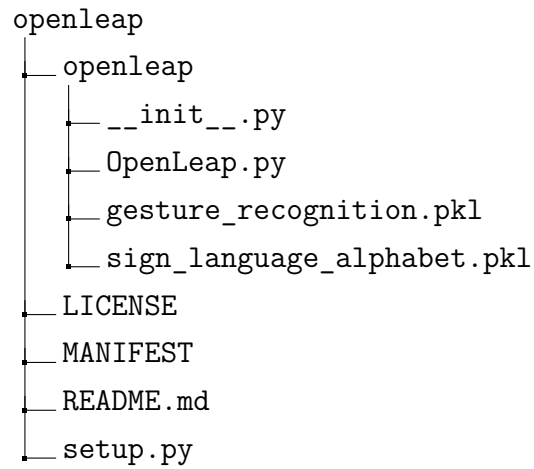 openleap
openleap
__init__.py
OpenLeap.py
gesture_recognition.pkl
sign_language_alphabet.pkl
LICENSE
MANIFEST
README.md
setup.py